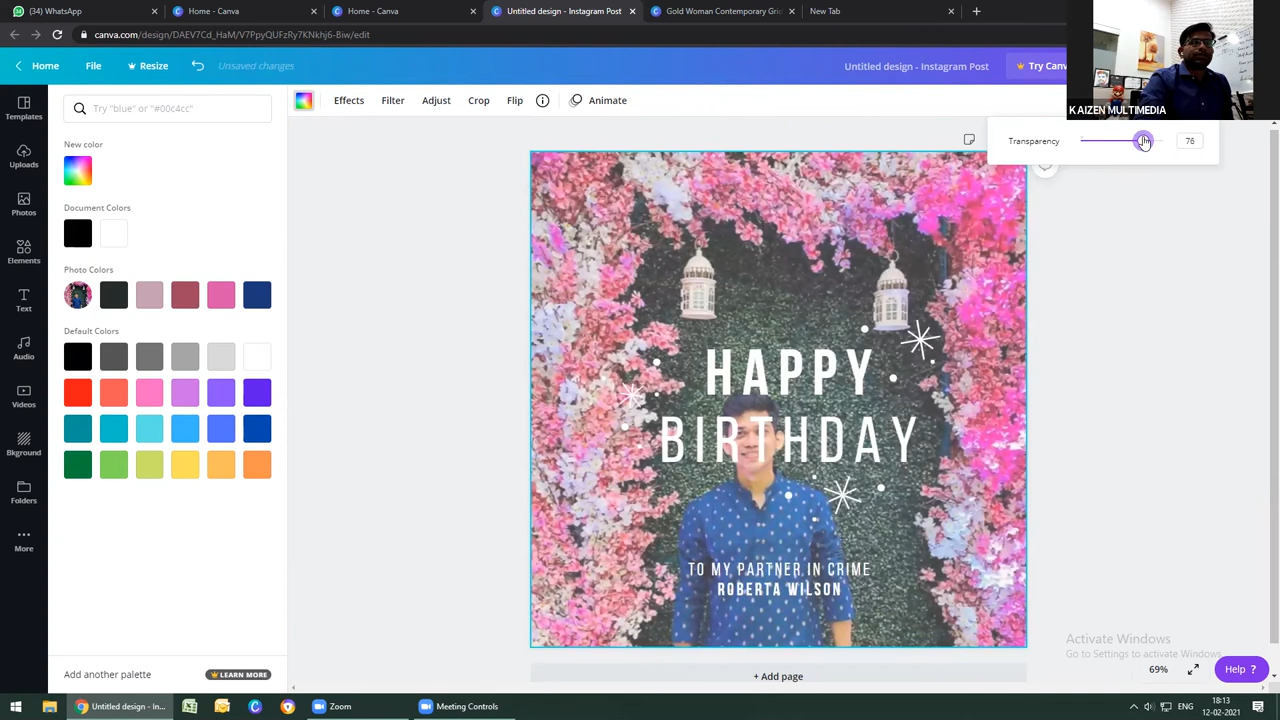 (34) WhatsApp
Home - Canva
Home - Canva
Untitled design - Instagram Post
Gold Woman Contemporary Gri
New Tab
canva.com/design/DAEV7Cd_HaM/V7PpyQUFzRyYKNkHgcBiw/edit
Home
File
Resize
Unsaved changes
Untitled design - Instagram Post
Try Canv
KAIZEN MULTIMEDIA
Templates
Try "blue" or "#00c4cc"
Effects
Filter
Adjust
Crop
Flip
Animate
Transparency
76
Uploads
New color
Photos
Document Colors
Elements
Photo Colors
Text
Default Colors
Audio
Videos
Bkground
Folders
More
HAPPY
BIRTHDAY
TO MY PARTNER IN CRIME
ROBERTA WILSON
Activate Windows
Go to Settings to activate Windows.
Add another palette
LEARN MORE
+ Add page
69%
Help ?
Untitled design - In...
Zoom
Meeting Controls
ENG
18:13
12-02-2021